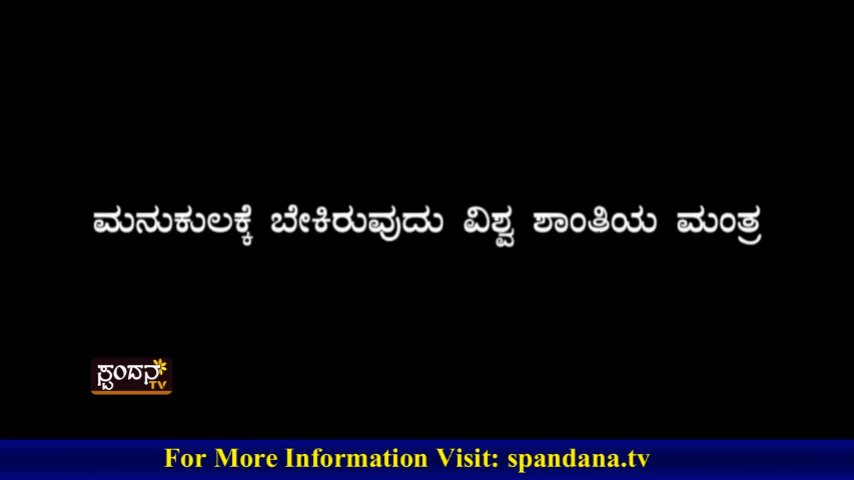 ಮನುಕುಲಕ್ಕೆ ಬೇಕಿರುವುದು ವಿಶ್ವ ಶಾಂತಿಯ ಮಂತ್ರ
ಸ್ಪಂದನ
TV
For More Information Visit: spandana.tv